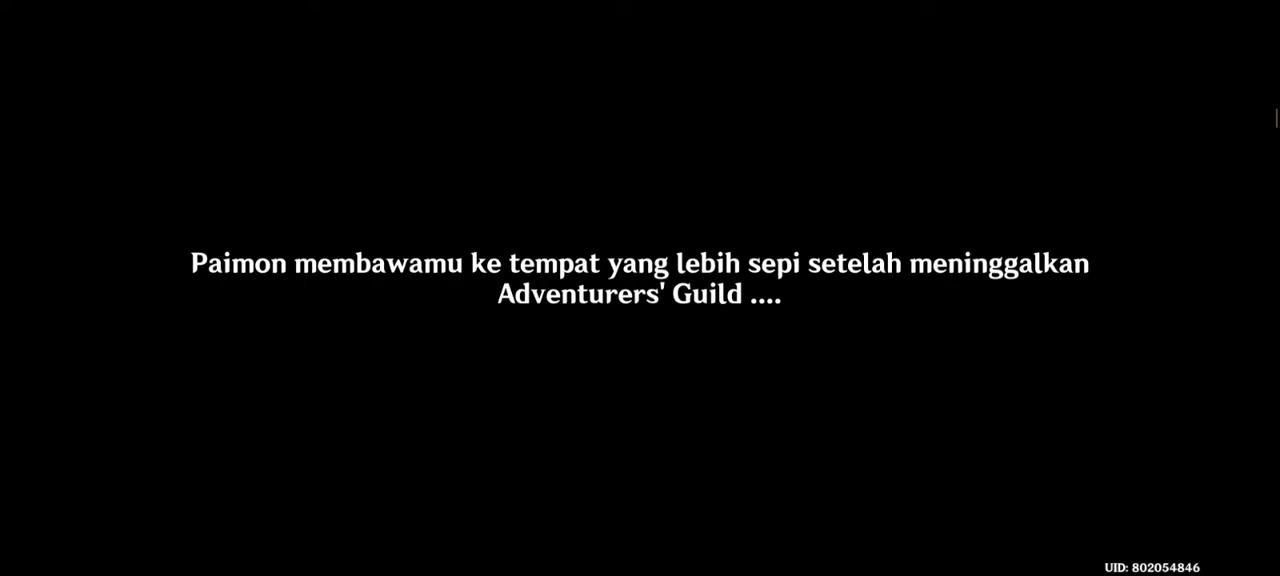 Paimon membawamu ke tempat yang lebih sepi setelah meninggalkan
Adventurers' Guild ....
UID: 802054846